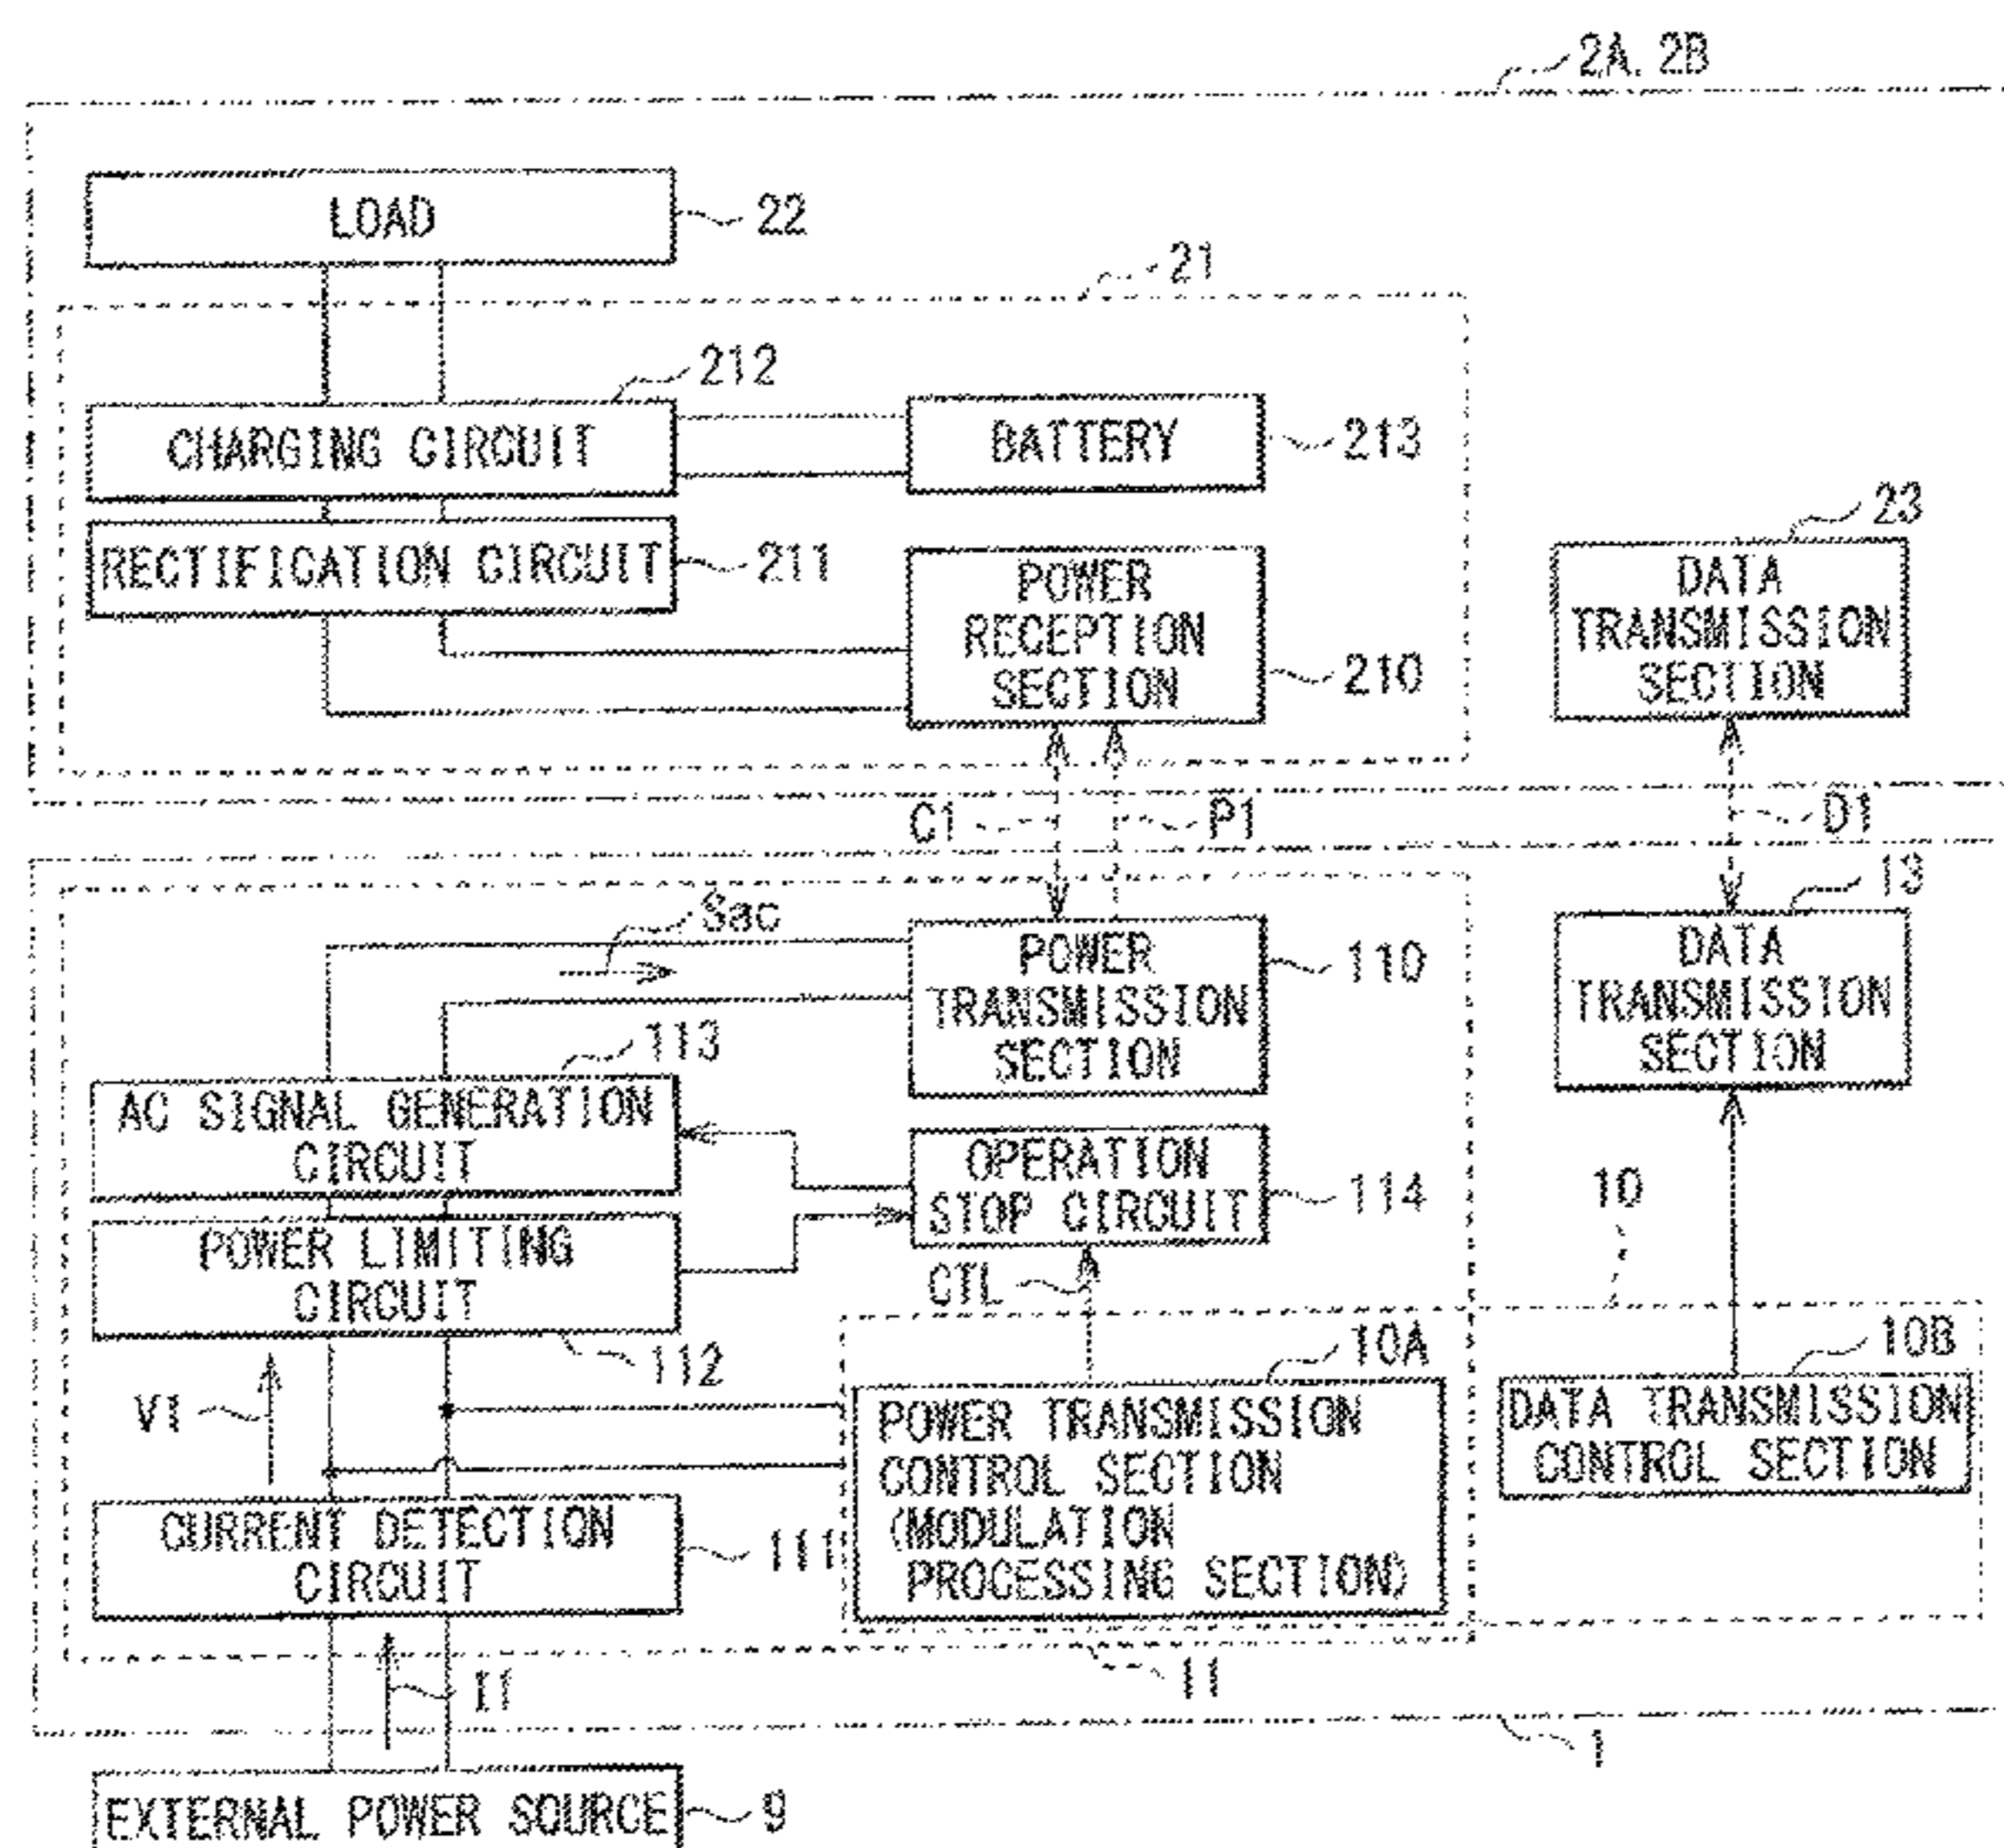 2A, 2B
LOAD
22
21
212
CHARGING CIRCUIT
BATTERY
213
23
RECTIFICATION CIRCUIT
211
POWER
RECEPTION
SECTION
210
DATA
TRANSMISSION
SECTION
C1
P1
D1
13
Sac
POWER
TRANSMISSION
SECTION
110
DATA
TRANSMISSION
SECTION
113
AC SIGNAL GENERATION
CIRCUIT
OPERATION
STOP CIRCUIT
114
10
POWER LIMITING
CIRCUIT
CTL
112
10A
10B
V1
POWER TRANSMISSION
CONTROL SECTION
(MODULATION
PROCESSING SECTION)
DATA TRANSMISSION
CONTROL SECTION
CURRENT DETECTION
CIRCUIT
111
I1
11
1
EXTERNAL POWER SOURCE
9